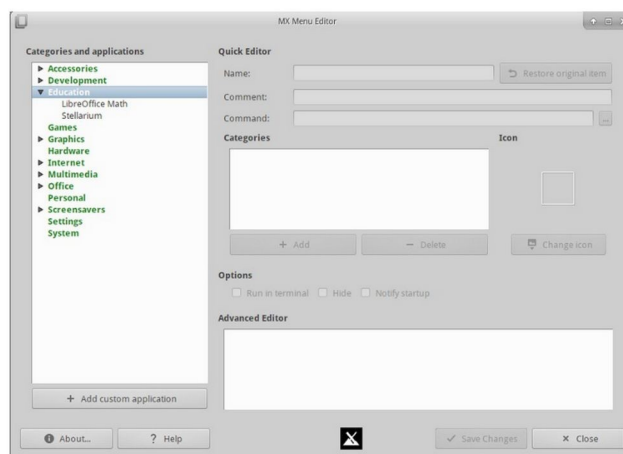 MX Menu Editor
Categories and applications
Accessories
Development
Education
LibreOffice Math
Stellarium
Games
Graphics
Hardware
Internet
Multimedia
Office
Personal
Screensavers
Settings
System
+ Add custom application
Quick Editor
Name:
Restore original item
Comment:
Command:
...
Categories
Icon
+ Add
− Delete
Change icon
Options
Run in terminal Hide Notify startup
Advanced Editor
About...
? Help
Save Changes
Close